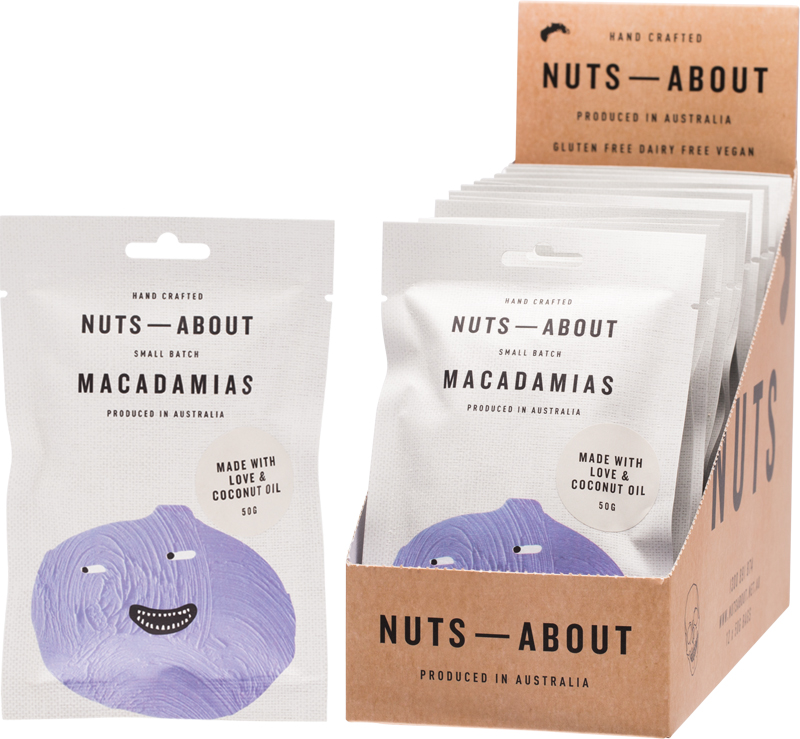 HAND CRAFTED
NUTS — ABOUT
SMALL BATCH
MACADAMIAS
PRODUCED IN AUSTRALIA
MADE WITH
LOVE &
COCONUT OIL
50G
HAND CRAFTED
NUTS — ABOUT
PRODUCED IN AUSTRALIA
GLUTEN FREE DAIRY FREE VEGAN
HAND CRAFTED
NUTS — ABOUT
SMALL BATCH
MACADAMIAS
PRODUCED IN AUSTRALIA
MADE WITH
LOVE &
COCONUT OIL
50G
NUTS — ABOUT
PRODUCED IN AUSTRALIA
NUTS